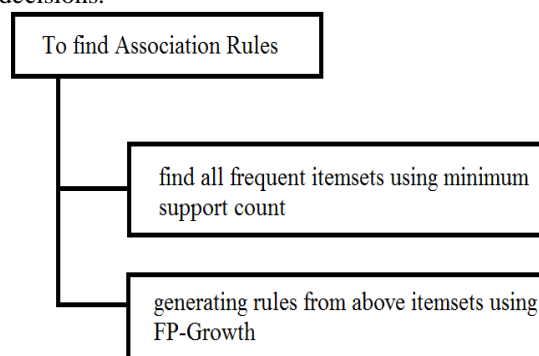 decisions.
To find Association Rules
find all frequent itemsets using minimum
support count
generating rules from above itemsets using
FP-Growth